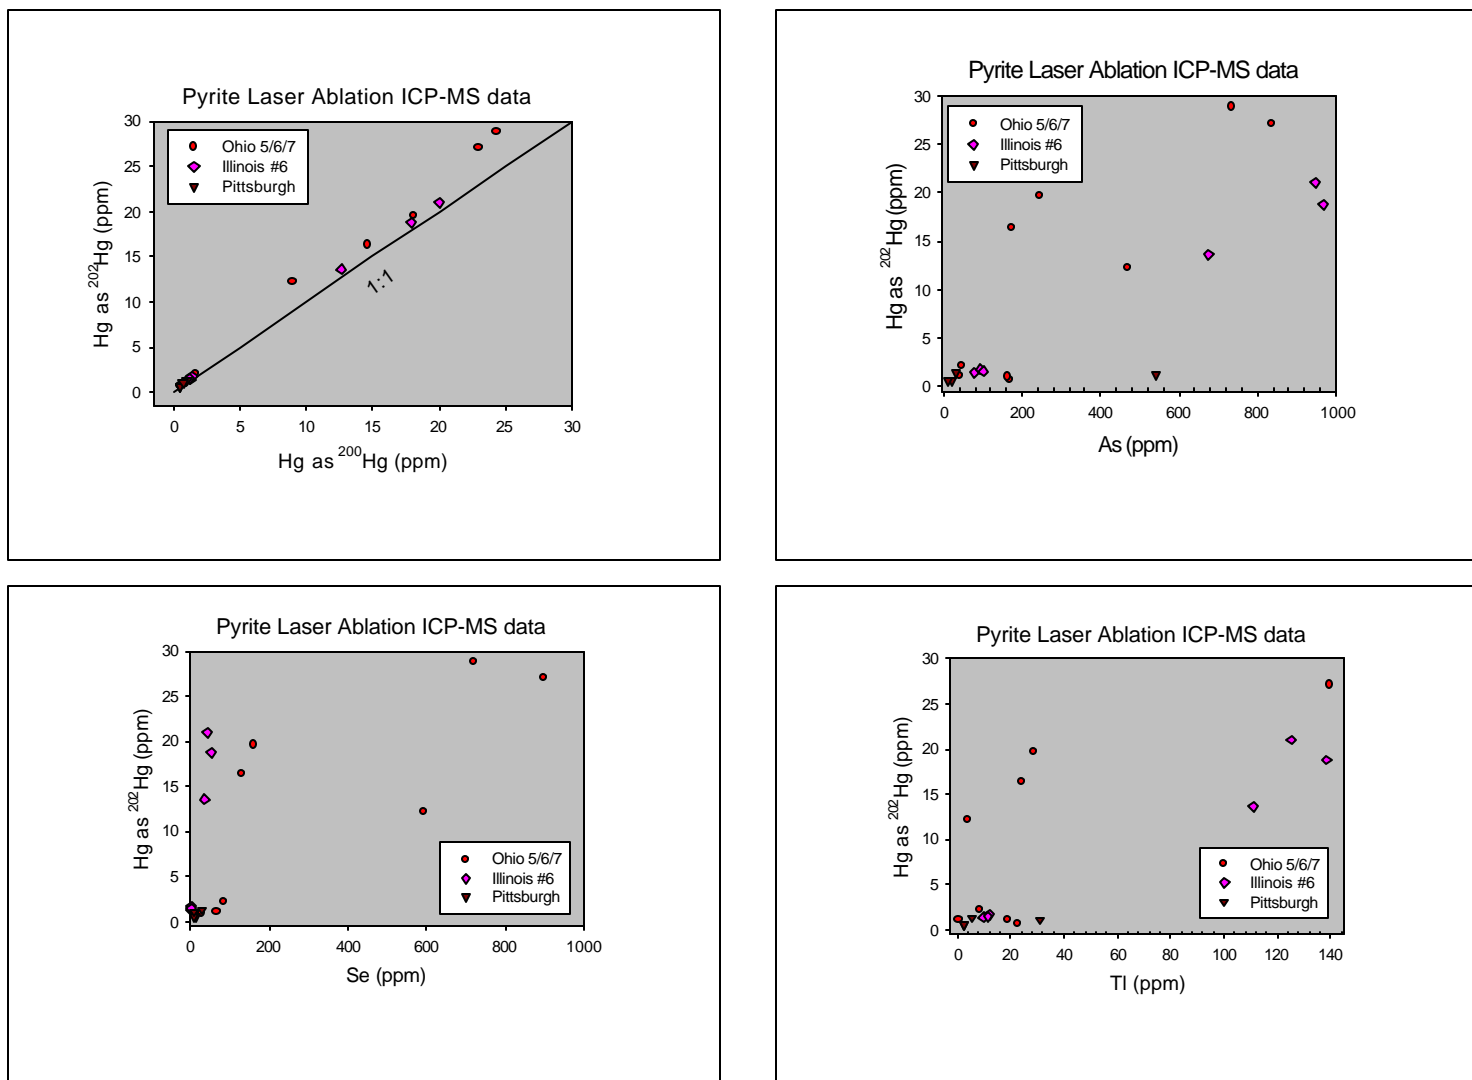 Pyrite Laser Ablation ICP-MS data
30
25
20
15
10
5
0
Hg as 202Hg (ppm)
Ohio 5/6/7
Illinois #6
Pittsburgh
1:1
0 5 10 15 20 25 30
Hg as 200Hg (ppm)
Pyrite Laser Ablation ICP-MS data
30
25
20
15
10
5
0
Hg as 202Hg (ppm)
Ohio 5/6/7
Illinois #6
Pittsburgh
0 200 400 600 800 1000
As (ppm)
Pyrite Laser Ablation ICP-MS data
30
25
20
15
10
5
0
Hg as 202Hg (ppm)
Ohio 5/6/7
Illinois #6
Pittsburgh
0 200 400 600 800 1000
Se (ppm)
Pyrite Laser Ablation ICP-MS data
30
25
20
15
10
5
0
Hg as 202Hg (ppm)
Ohio 5/6/7
Illinois #6
Pittsburgh
0 20 40 60 80 100 120 140
Tl (ppm)